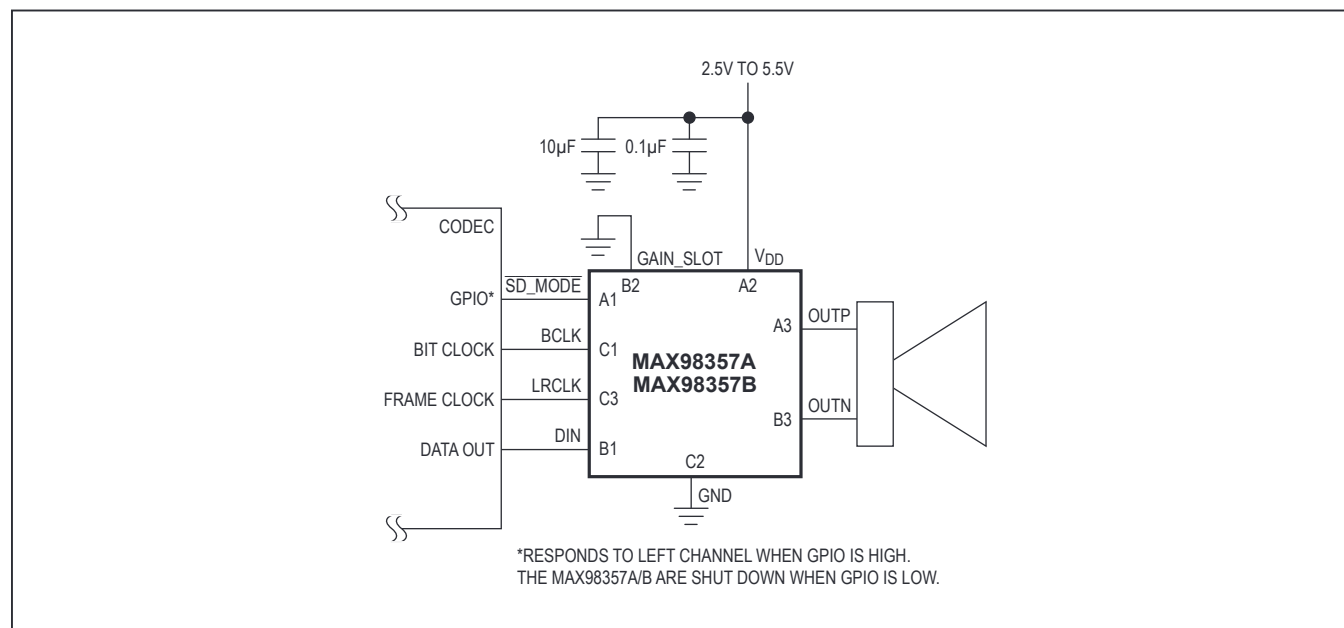 2.5V TO 5.5V
10µF
0.1µF
CODEC
GAIN_SLOT
VDD
SD_MODE
B2
A2
GPIO*
A1
OUTP
A3
BCLK
BIT CLOCK
C1
MAX98357A
MAX98357B
LRCLK
FRAME CLOCK
C3
OUTN
B3
DIN
DATA OUT
B1
C2
GND
*RESPONDS TO LEFT CHANNEL WHEN GPIO IS HIGH.
THE MAX98357A/B ARE SHUT DOWN WHEN GPIO IS LOW.